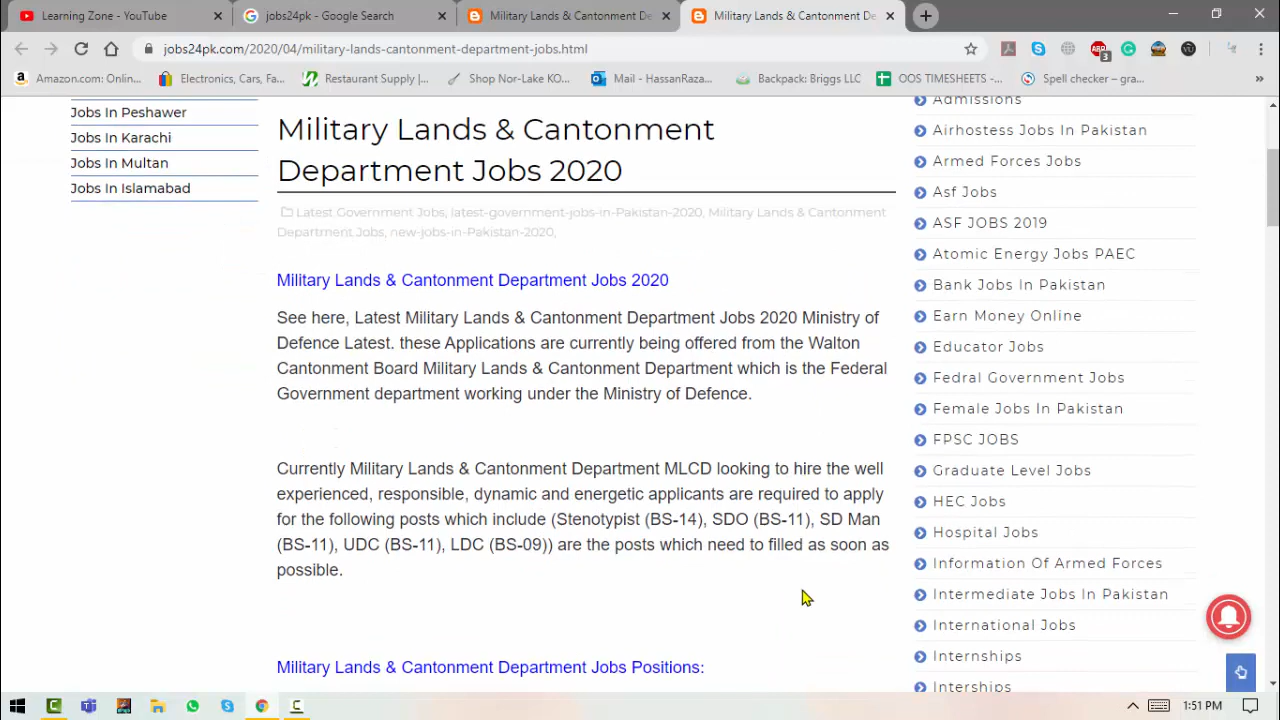 Learning Zone - YouTube
jobs24pk - Google Search
Military Lands & Cantonment De
Military Lands & Cantonment De
jobs24pk.com/2020/04/military-lands-cantonment-department-jobs.html
3
Amazon.com: Onlin...
Electronics, Cars, Fa...
Restaurant Supply |...
Shop Nor-Lake KO...
Mail - HassanRaza...
Backpack: Briggs LLC
OOS TIMESHEETS -...
Spell checker – gra...
Jobs In Peshawer
Jobs In Karachi
Jobs In Multan
Jobs In Islamabad
Military Lands & Cantonment
Department Jobs 2020
Latest Government Jobs, latest-government-jobs-in-Pakistan-2020, Military Lands & Cantonment
Department Jobs, new-jobs-in-Pakistan-2020,
Military Lands & Cantonment Department Jobs 2020
See here, Latest Military Lands & Cantonment Department Jobs 2020 Ministry of
Defence Latest. these Applications are currently being offered from the Walton
Cantonment Board Military Lands & Cantonment Department which is the Federal
Government department working under the Ministry of Defence.
Currently Military Lands & Cantonment Department MLCD looking to hire the well
experienced, responsible, dynamic and energetic applicants are required to apply
for the following posts which include (Stenotypist (BS-14), SDO (BS-11), SD Man
(BS-11), UDC (BS-11), LDC (BS-09)) are the posts which need to filled as soon as
possible.
Military Lands & Cantonment Department Jobs Positions:
Admissions
Airhostess Jobs In Pakistan
Armed Forces Jobs
Asf Jobs
ASF JOBS 2019
Atomic Energy Jobs PAEC
Bank Jobs In Pakistan
Earn Money Online
Educator Jobs
Fedral Government Jobs
Female Jobs In Pakistan
FPSC JOBS
Graduate Level Jobs
HEC Jobs
Hospital Jobs
Information Of Armed Forces
Intermediate Jobs In Pakistan
International Jobs
Internships
Interships
1:51 PM